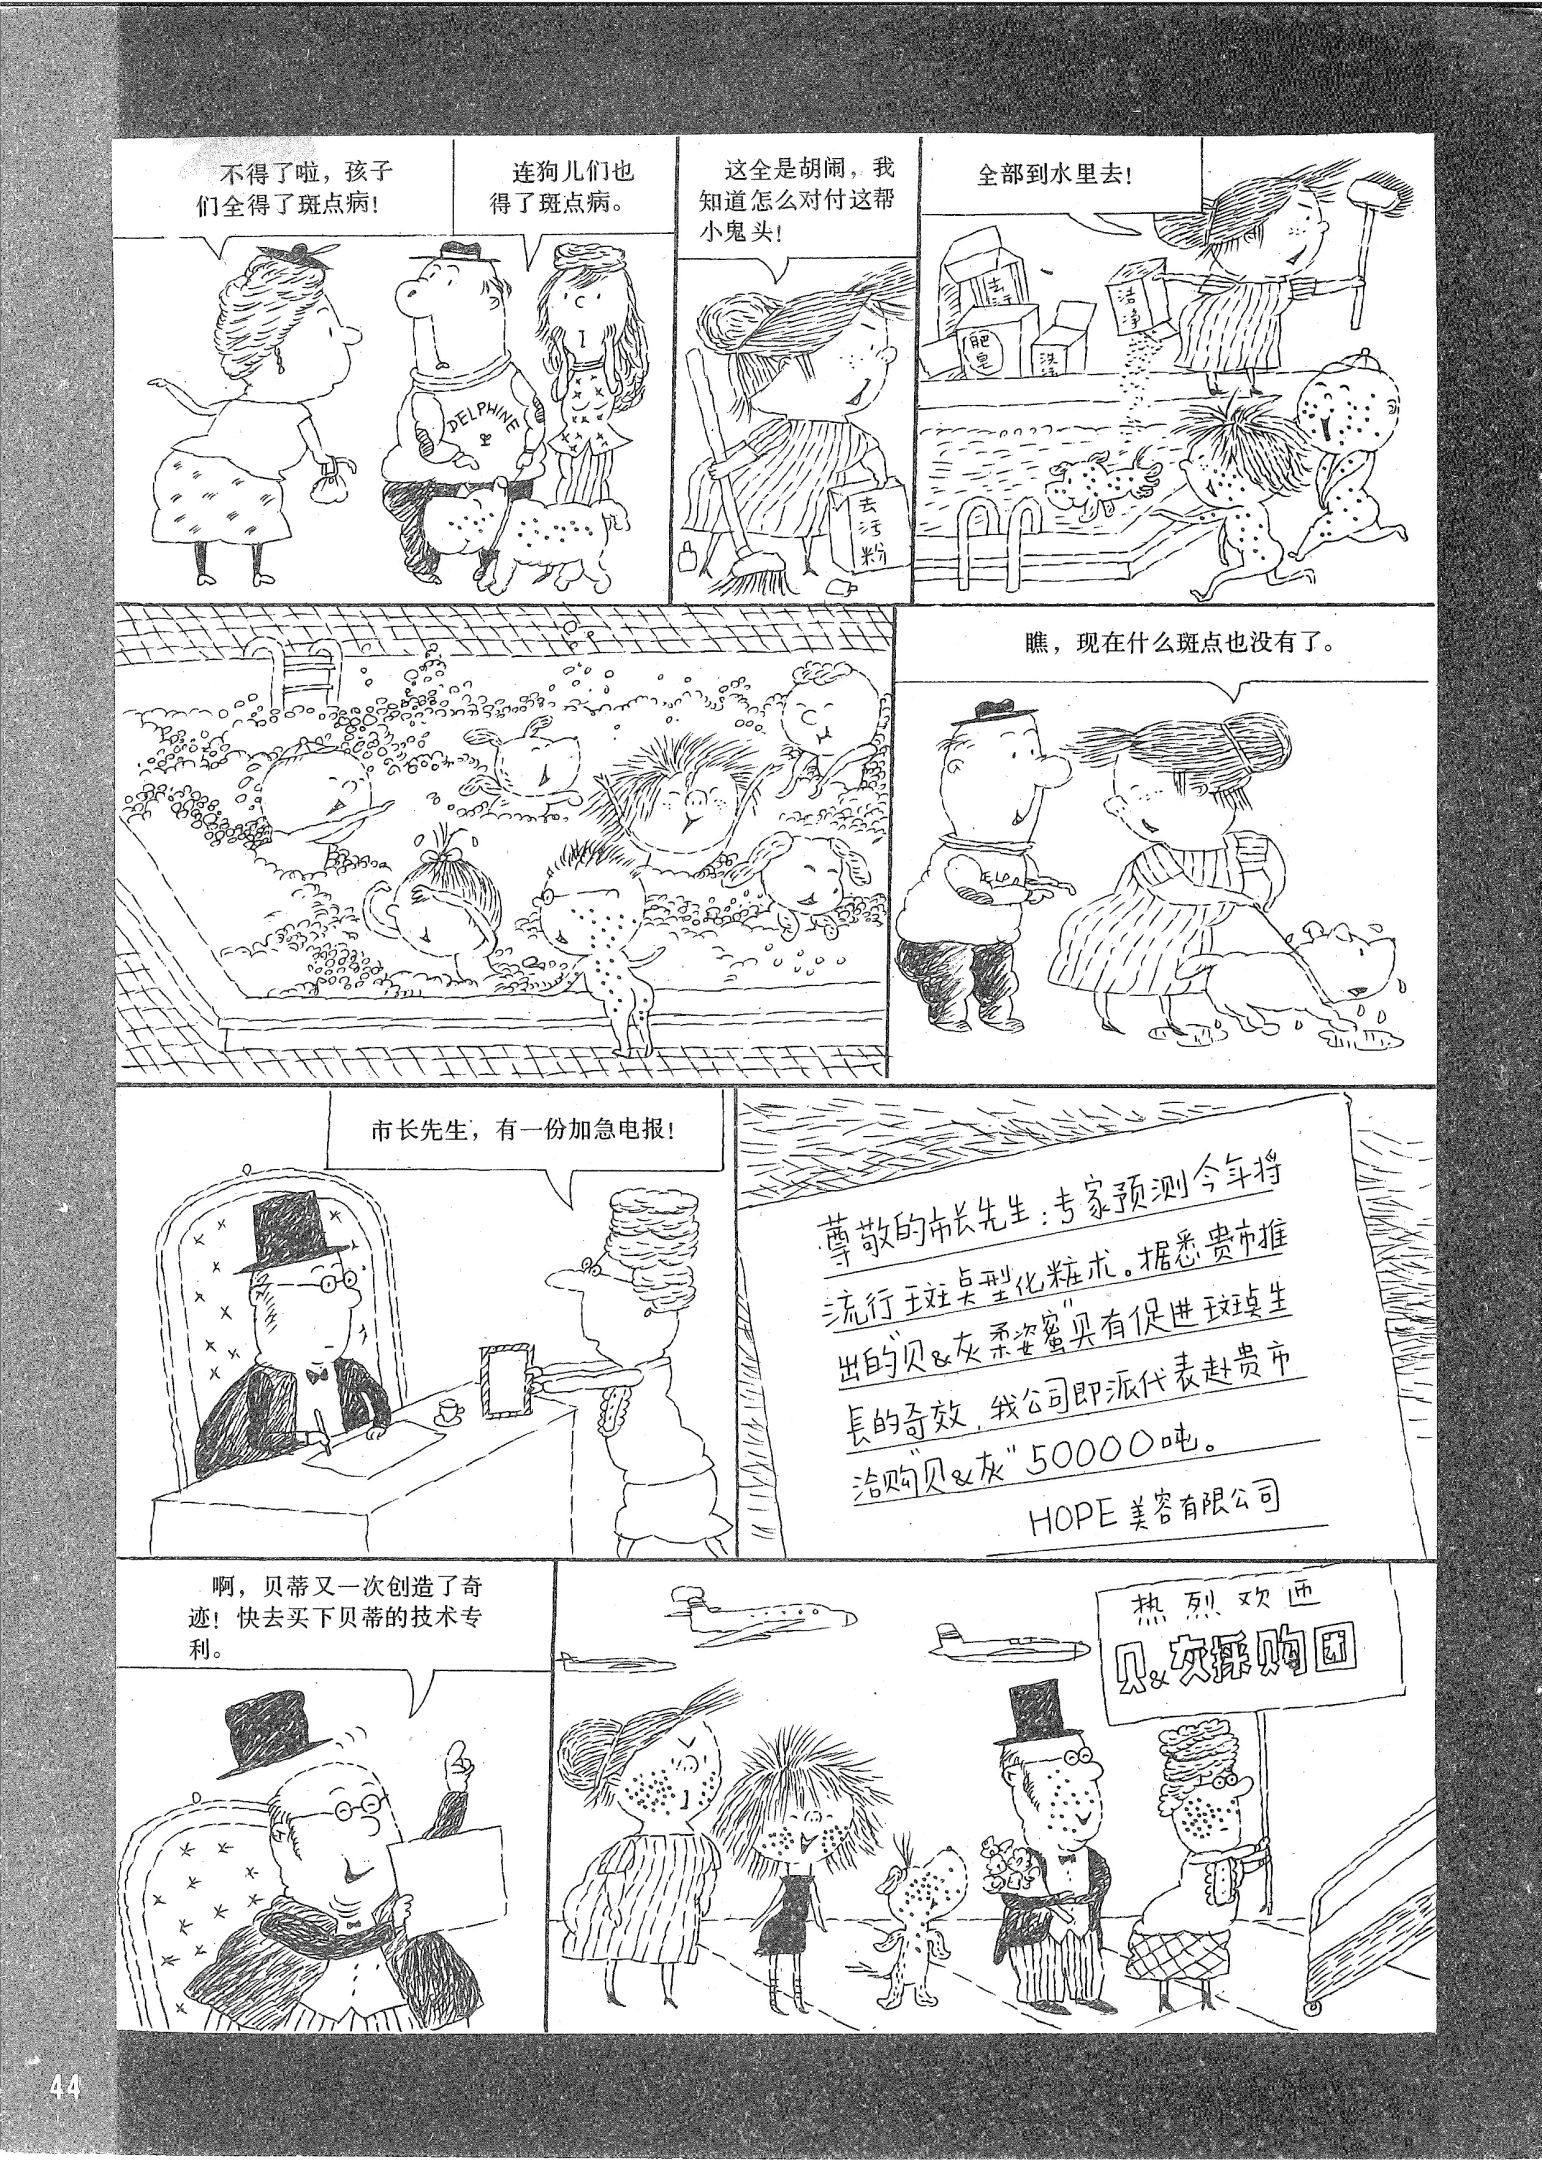 不得了啦，孩子
们全得了斑点病！
连狗儿们也
得了斑点病。
DELPHINE
这全是胡闹，我
知道怎么对付这帮
小鬼头！
去
污
粉
全部到水里去！
去
污
肥
皂
洁
净
瞧，现在什么斑点也没有了。
ELP
市长先生，有一份加急电报！
尊敬的市长先生：专家预测今年将
流行斑点型化粧术。据悉贵市推
出的"贝&灰柔姿蜜"具有促进斑点生
長的奇效，我公司即派代表赴贵市
洽购"贝&灰"50000吨。
HOPE 美容有限公司
啊，贝蒂又一次创造了奇
迹！快去买下贝蒂的技术专
利。
热烈欢迎
贝&灰採购团
44